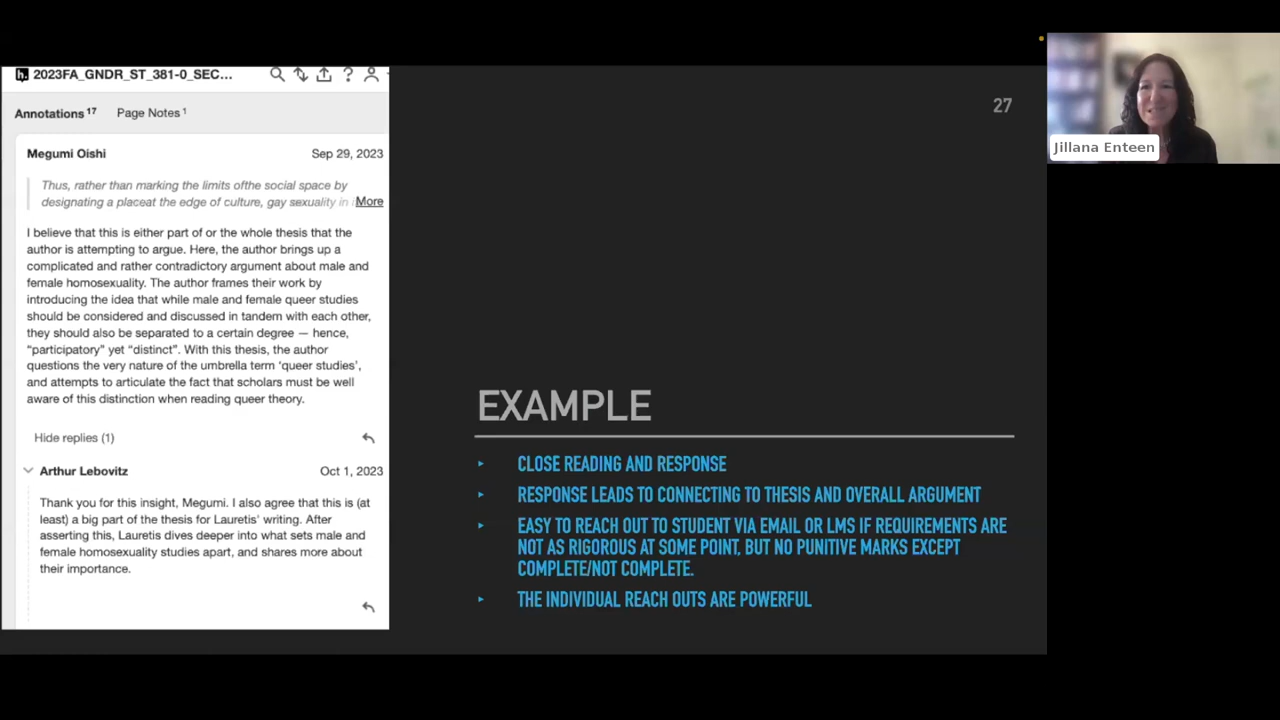 2023FA_GNDR_ST_381-0_SEC...
Annotations 17 Page Notes 1
Megumi Oishi Sep 29, 2023
Thus, rather than marking the limits ofthe social space by
designating a placeat the edge of culture, gay sexuality in More
I believe that this is either part of or the whole thesis that the
author is attempting to argue. Here, the author brings up a
complicated and rather contradictory argument about male and
female homosexuality. The author frames their work by
introducing the idea that while male and female queer studies
should be considered and discussed in tandem with each other,
they should also be separated to a certain degree — hence,
“participatory” yet “distinct”. With this thesis, the author
questions the very nature of the umbrella term ‘queer studies’,
and attempts to articulate the fact that scholars must be well
aware of this distinction when reading queer theory.
Hide replies (1)
Arthur Lebovitz Oct 1, 2023
Thank you for this insight, Megumi. I also agree that this is (at
least) a big part of the thesis for Lauretis' writing. After
asserting this, Lauretis dives deeper into what sets male and
female homosexuality studies apart, and shares more about
their importance.
27
EXAMPLE
CLOSE READING AND RESPONSE
RESPONSE LEADS TO CONNECTING TO THESIS AND OVERALL ARGUMENT
EASY TO REACH OUT TO STUDENT VIA EMAIL OR LMS IF REQUIREMENTS ARE
NOT AS RIGOROUS AT SOME POINT, BUT NO PUNITIVE MARKS EXCEPT
COMPLETE/NOT COMPLETE.
THE INDIVIDUAL REACH OUTS ARE POWERFUL
Jillana Enteen